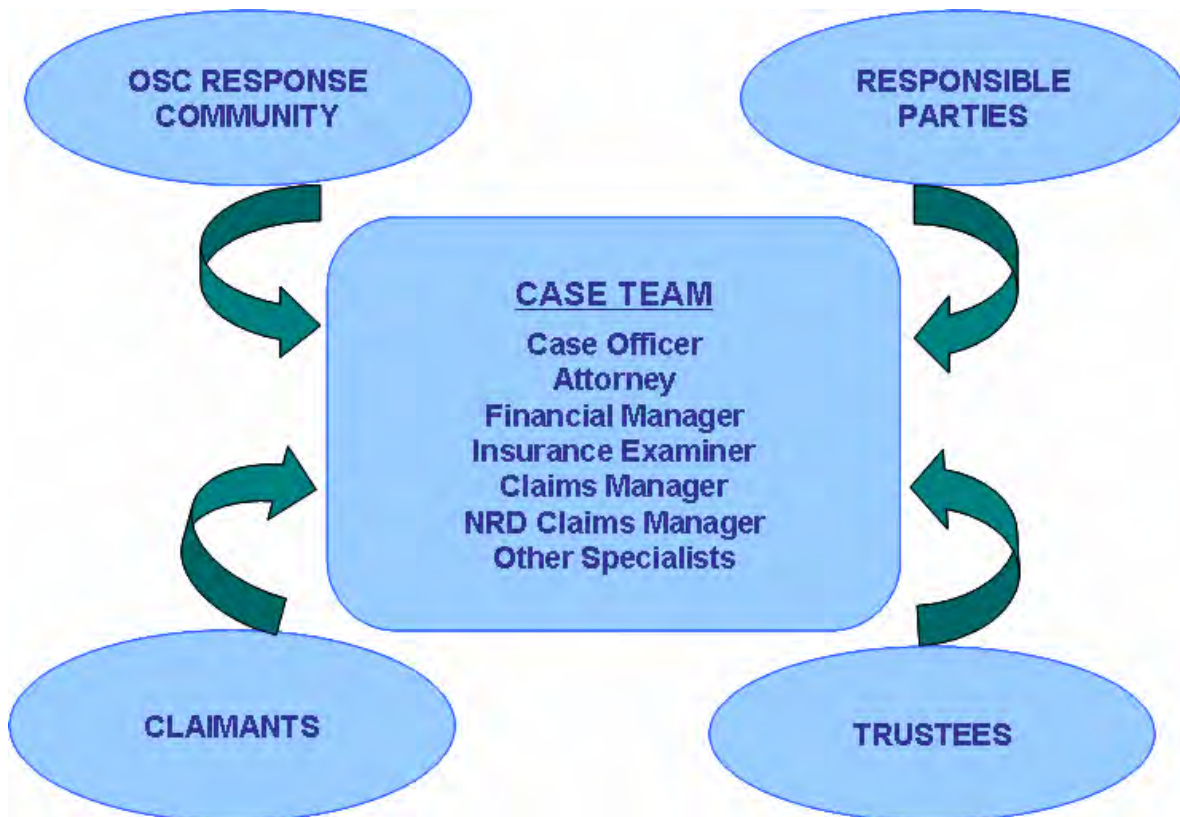 OSC RESPONSE
COMMUNITY
RESPONSIBLE
PARTIES
CASE TEAM
Case Officer
Attorney
Financial Manager
Insurance Examiner
Claims Manager
NRD Claims Manager
Other Specialists
CLAIMANTS
TRUSTEES